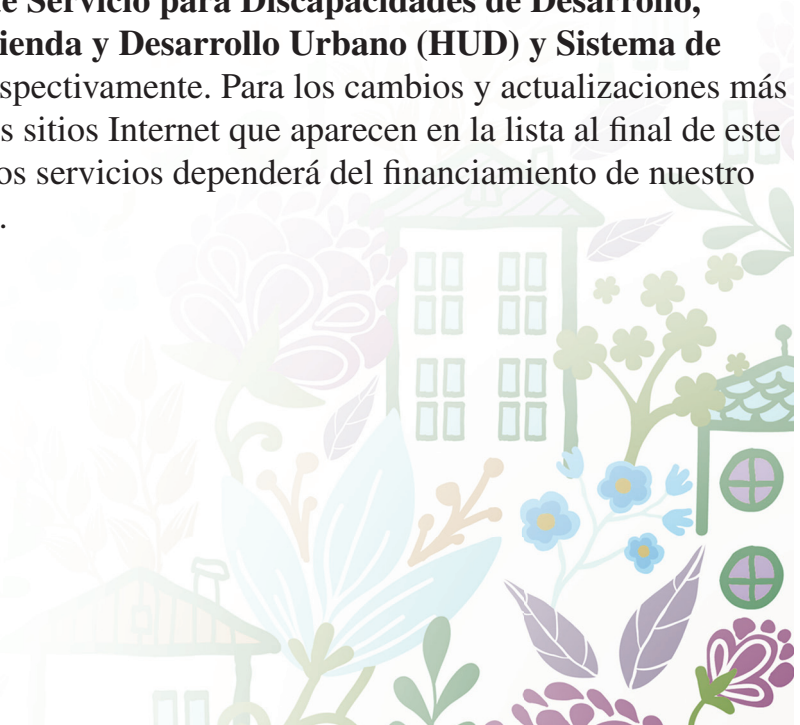 de Servicio para Discapacidades de Desarrollo,
ienda y Desarrollo Urbano (HUD) y Sistema de
spectivamente. Para los cambios y actualizaciones más
s sitios Internet que aparecen en la lista al final de este
os servicios dependerá del financiamiento de nuestro
.